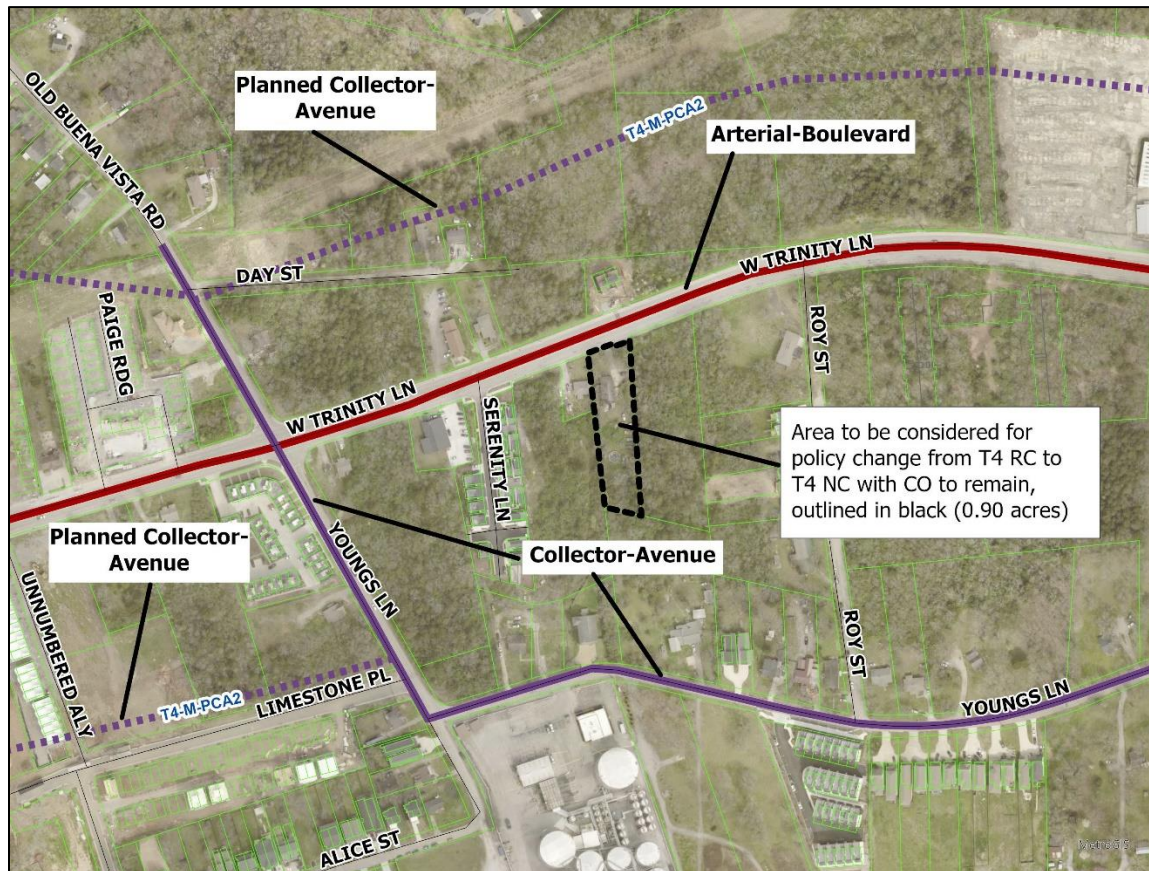 OLD BUENA VISTA RD
Planned Collector-
Avenue
T4-M-PCA2
Arterial-Boulevard
DAY ST
W TRINITY LN
PAIGE RDG
W TRINITY LN
SERENITY LN
ROY ST
Area to be considered for
policy change from T4 RC to
T4 NC with CO to remain,
outlined in black (0.90 acres)
Planned Collector-
Avenue
Collector-Avenue
YOUNGS LN
UNNUMBERED ALY
T4-M-PCA2
LIMESTONE PL
ROY ST
YOUNGS LN
ALICE ST